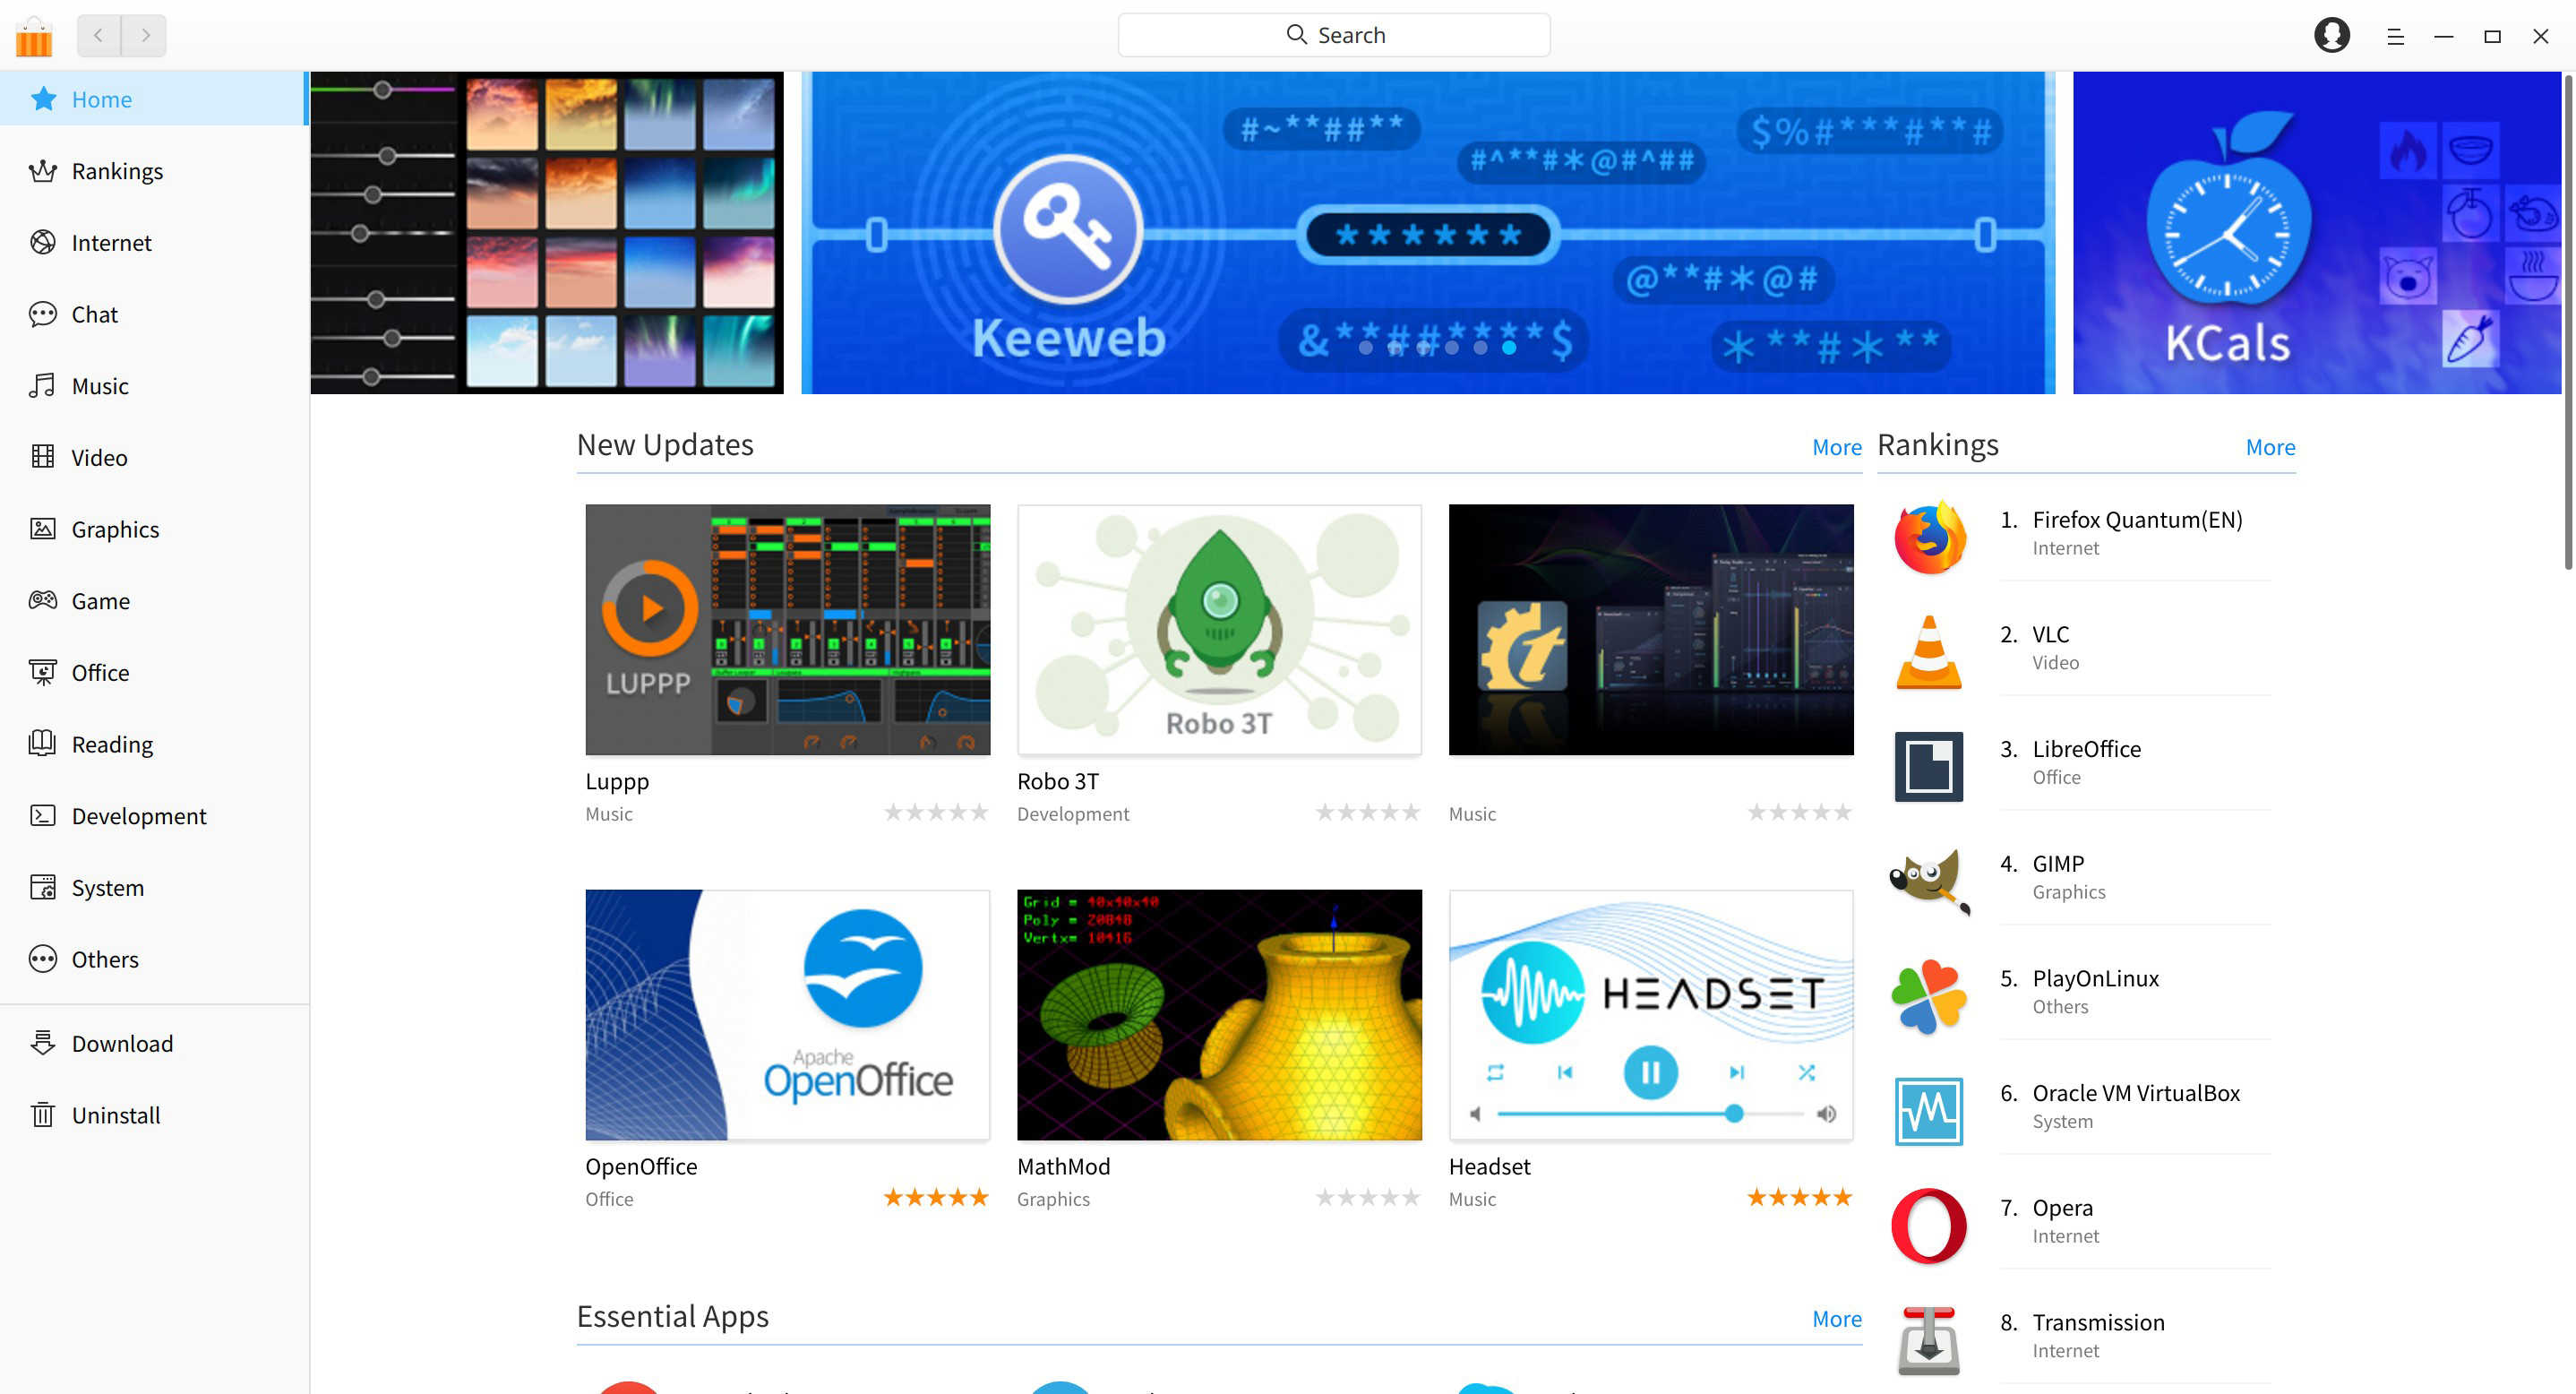 Search
Home
Rankings
Internet
Chat
Music
Video
Graphics
Game
Office
Reading
Development
System
Others
Download
Uninstall
#~**##**
#^**#*@#^##
$%#***#**#
******
@**#*@#
&**##****$
***#***
Keeweb
KCals
New Updates More
LUPPP
Luppp
Music
Robo 3T
Robo 3T
Development
Music
Apache
OpenOffice
OpenOffice
Office
Grid = 40x40x40
Poly = 20848
Vertx= 10416
MathMod
Graphics
HEADSET
Headset
Music
Essential Apps More
Rankings More
1. Firefox Quantum(EN)
Internet
2. VLC
Video
3. LibreOffice
Office
4. GIMP
Graphics
5. PlayOnLinux
Others
6. Oracle VM VirtualBox
System
7. Opera
Internet
8. Transmission
Internet